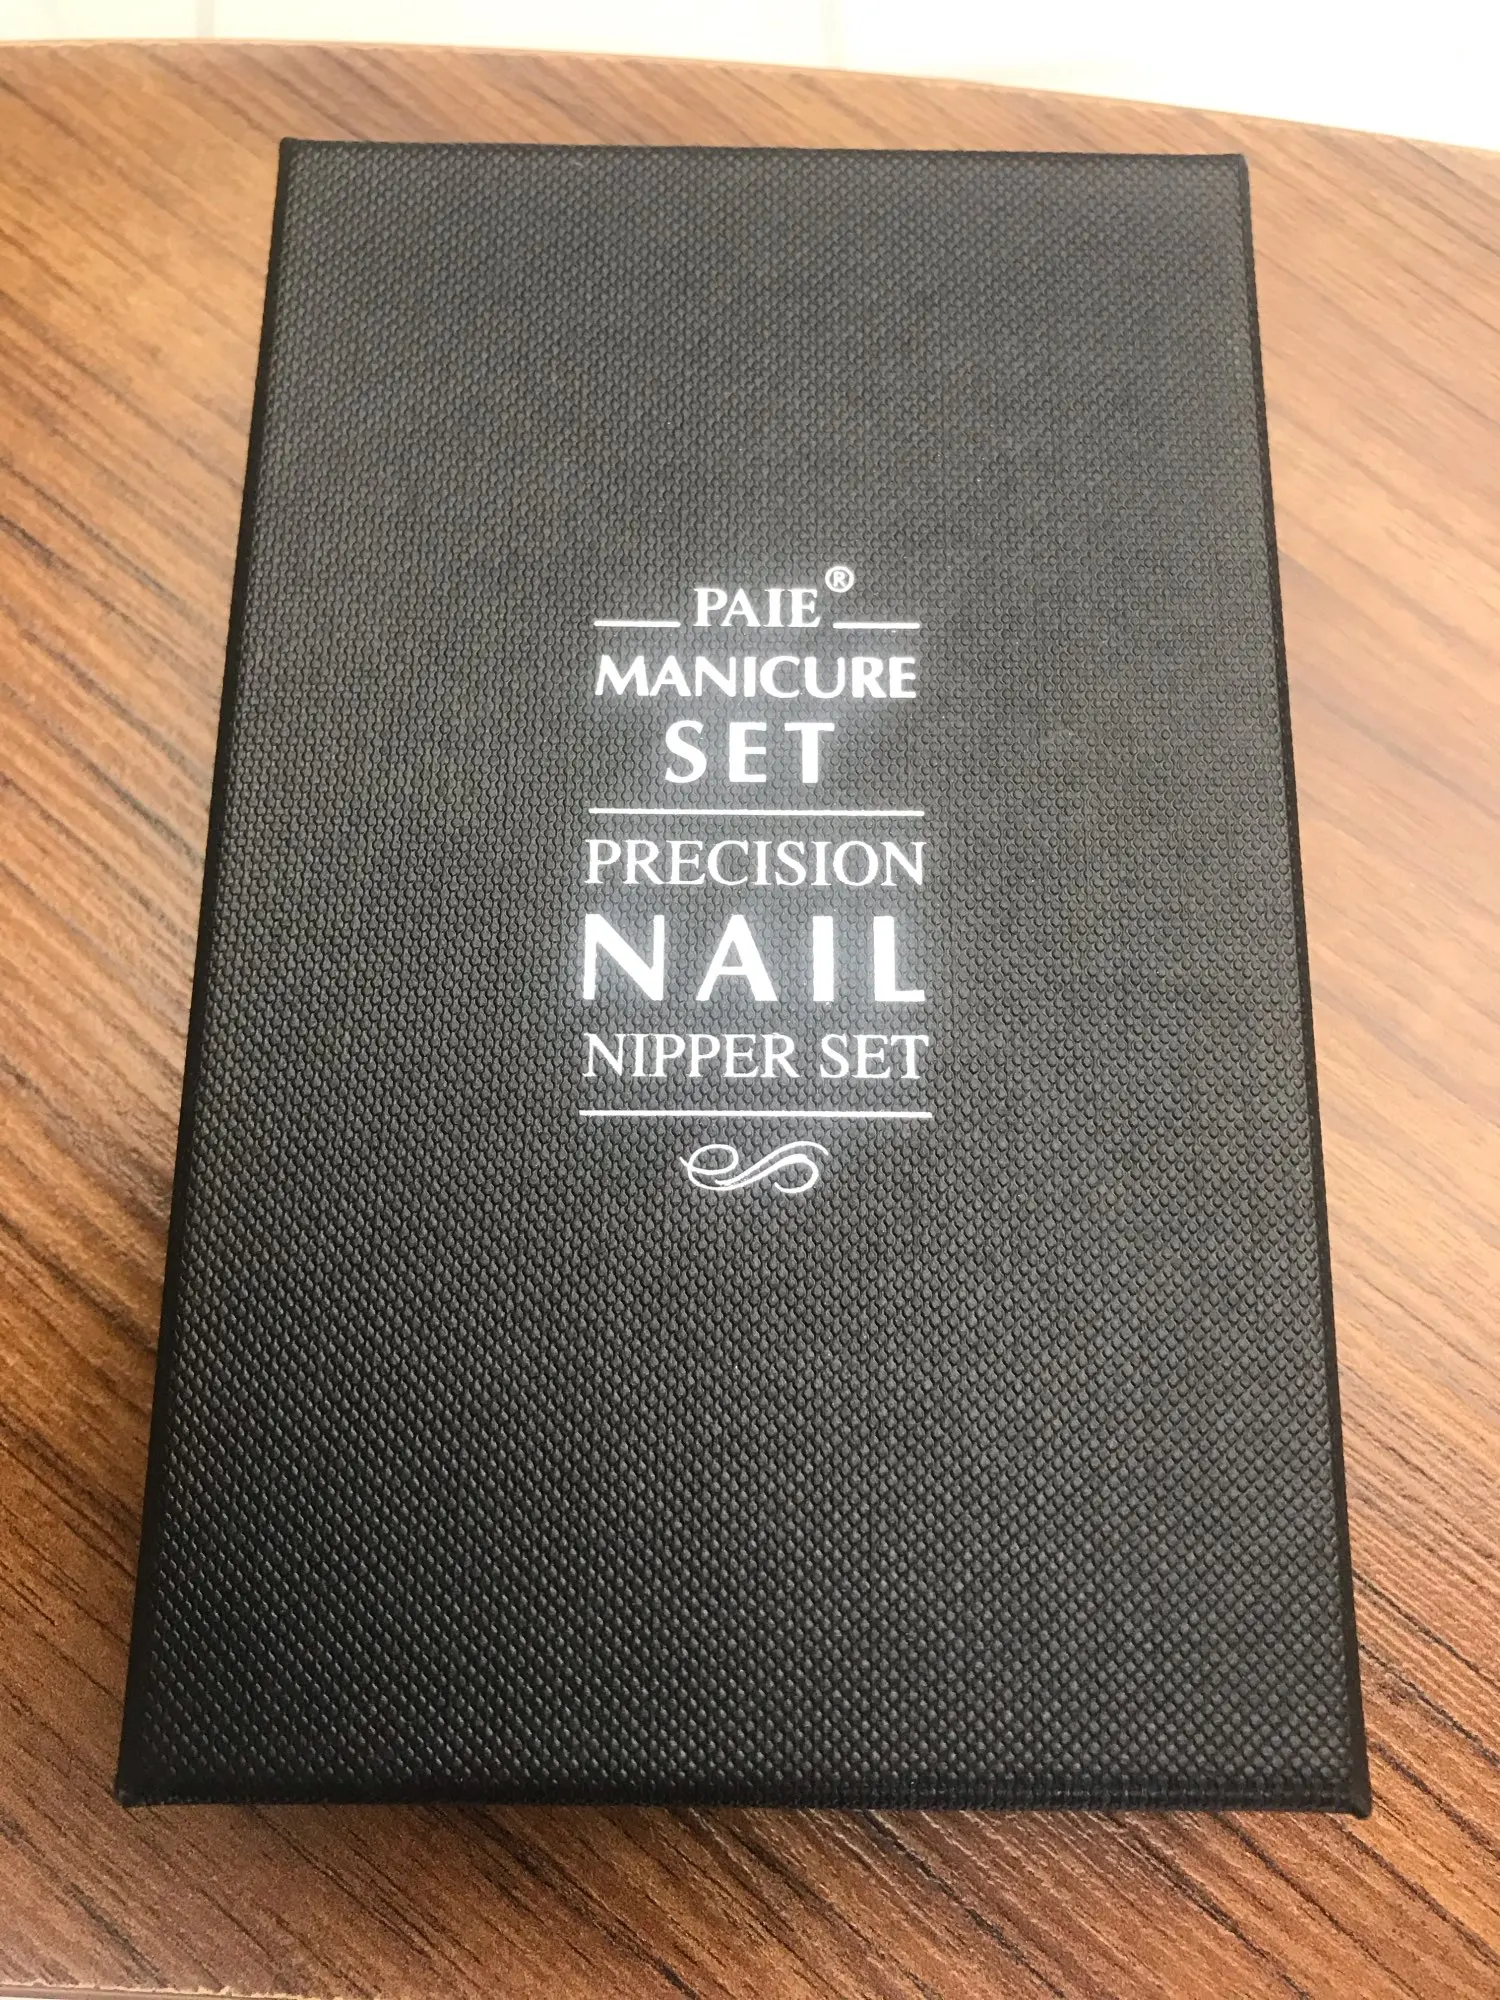 PAIE®
MANICURE
SET
PRECISION
NAIL
NIPPER SET